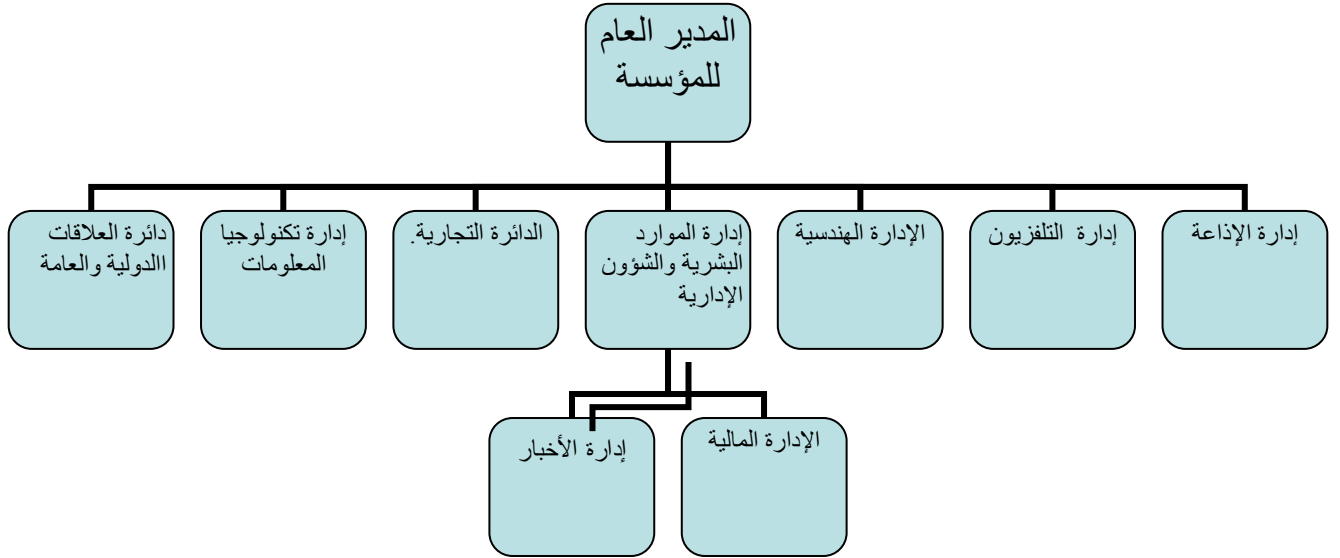 المدير العام
للمؤسسة
إدارة الإذاعة
إدارة التلفزيون
الإدارة الهندسية
إدارة الموارد
البشرية والشؤون
الإدارية
الدائرة التجارية.
إدارة تكنولوجيا
المعلومات
دائرة العلاقات
االدولية والعامة
الإدارة المالية
إدارة الأخبار